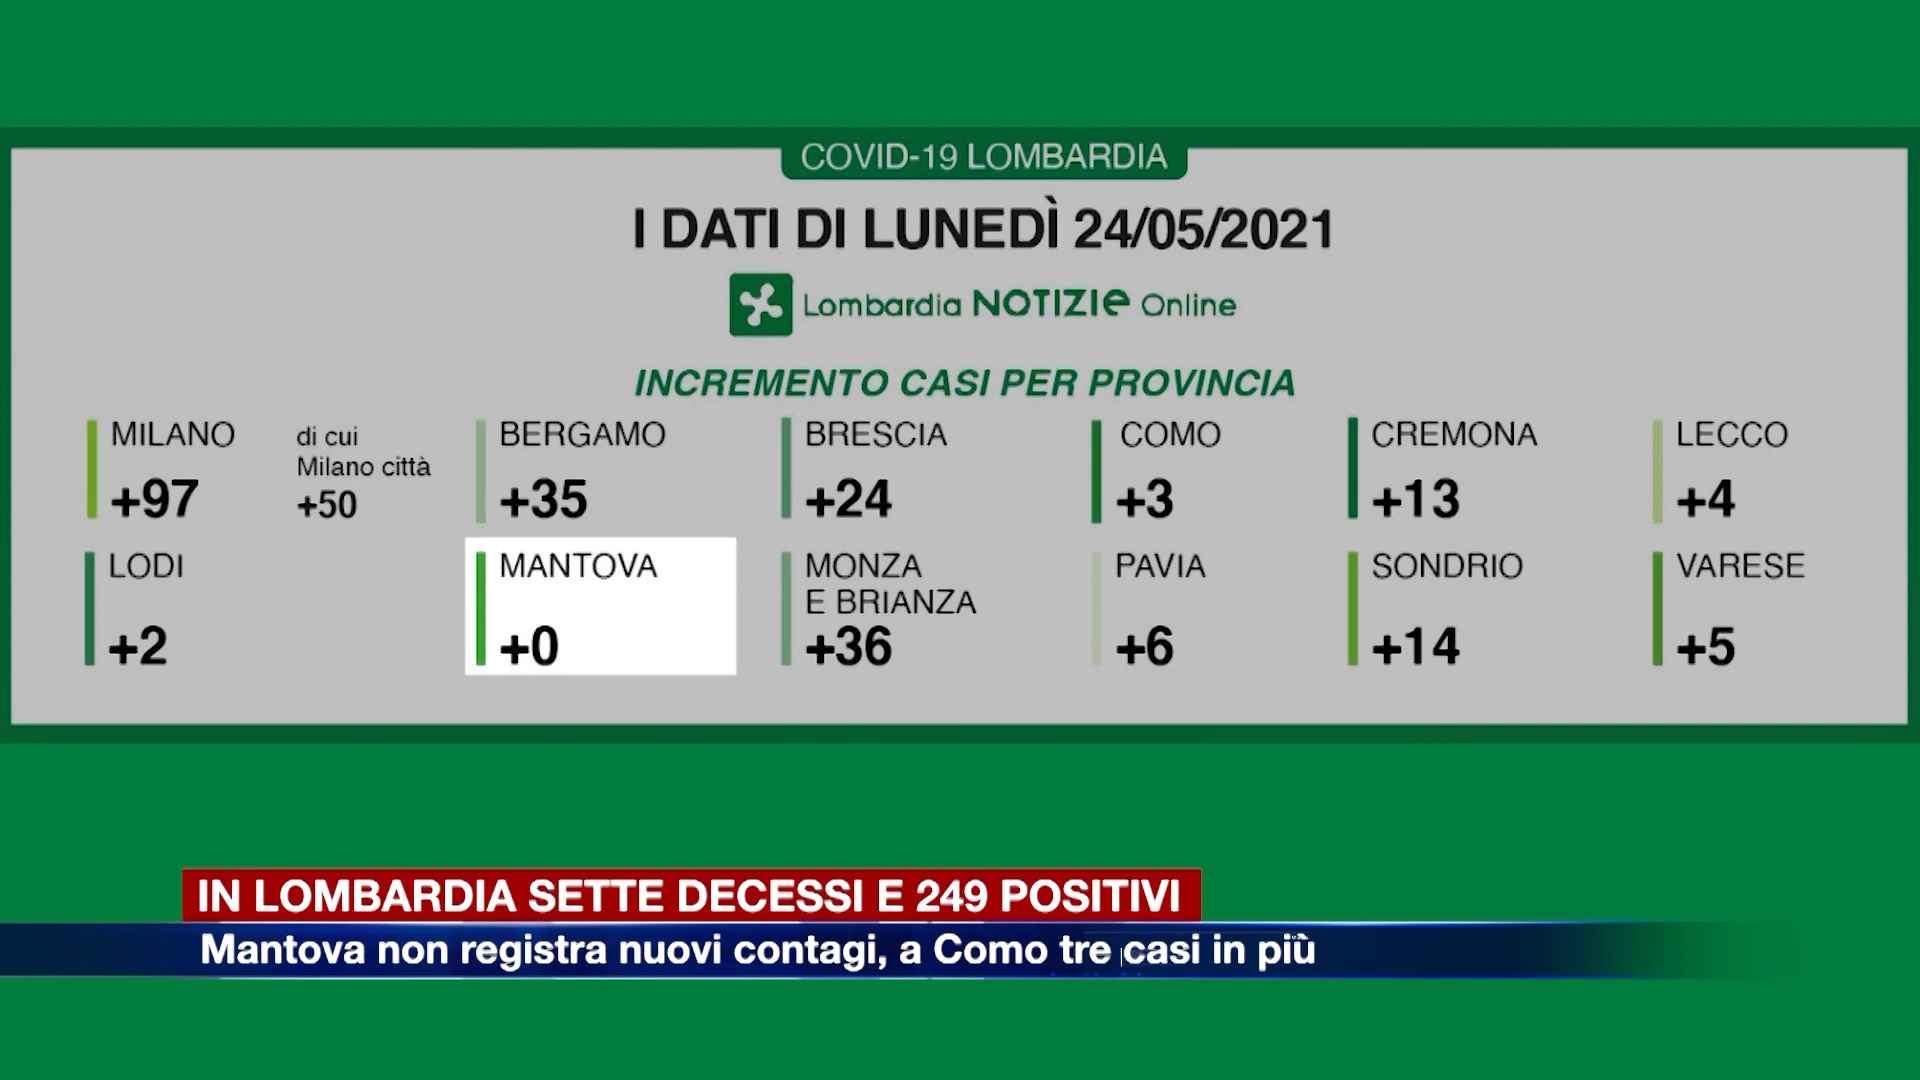 COVID-19 LOMBARDIA
I DATI DI LUNEDÌ 24/05/2021
Lombardia NOTIZIE Online
INCREMENTO CASI PER PROVINCIA
MILANO
+97
di cui
Milano città
+50
BERGAMO
+35
BRESCIA
+24
COMO
+3
CREMONA
+13
LECCO
+4
LODI
+2
MANTOVA
+0
MONZA
E BRIANZA
+36
PAVIA
+6
SONDRIO
+14
VARESE
+5
IN LOMBARDIA SETTE DECESSI E 249 POSITIVI
Mantova non registra nuovi contagi, a Como tre casi in più